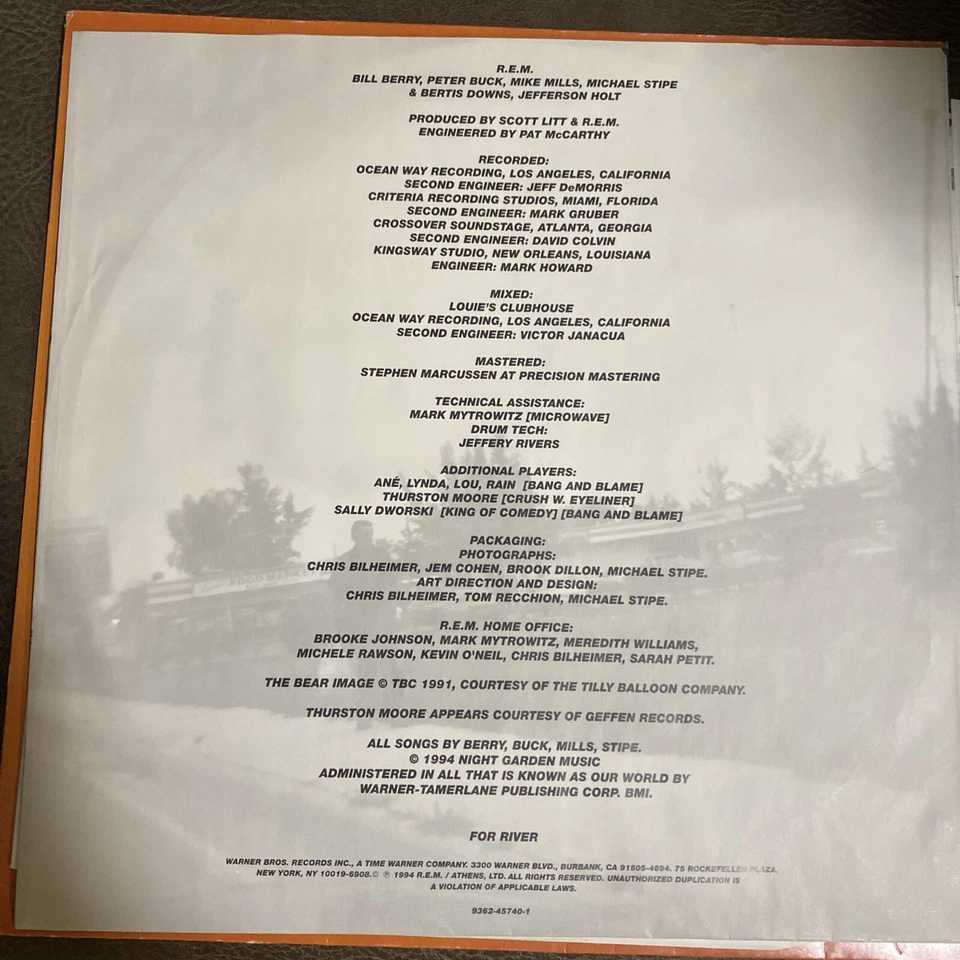 R.E.M.
BILL BERRY, PETER BUCK, MIKE MILLS, MICHAEL STIPE
& BERTIS DOWNS, JEFFERSON HOLT
PRODUCED BY SCOTT LITT & R.E.M.
ENGINEERED BY PAT McCARTHY
RECORDED:
OCEAN WAY RECORDING, LOS ANGELES, CALIFORNIA
SECOND ENGINEER: JEFF DeMORRIS
CRITERIA RECORDING STUDIOS, MIAMI, FLORIDA
SECOND ENGINEER: MARK GRUBER
CROSSOVER SOUNDSTAGE, ATLANTA, GEORGIA
SECOND ENGINEER: DAVID COLVIN
KINGSWAY STUDIO, NEW ORLEANS, LOUISIANA
ENGINEER: MARK HOWARD
MIXED:
LOUIE'S CLUBHOUSE
OCEAN WAY RECORDING, LOS ANGELES, CALIFORNIA
SECOND ENGINEER: VICTOR JANACUA
MASTERED:
STEPHEN MARCUSSEN AT PRECISION MASTERING
TECHNICAL ASSISTANCE:
MARK MYTROWITZ [MICROWAVE]
DRUM TECH:
JEFFERY RIVERS
ADDITIONAL PLAYERS:
ANÉ, LYNDA, LOU, RAIN [BANG AND BLAME]
THURSTON MOORE [CRUSH W. EYELINER]
SALLY DWORSKI [KING OF COMEDY] [BANG AND BLAME]
FOOD MARKET
PACKAGING:
PHOTOGRAPHS:
CHRIS BILHEIMER, JEM COHEN, BROOK DILLON, MICHAEL STIPE.
ART DIRECTION AND DESIGN:
CHRIS BILHEIMER, TOM RECCHION, MICHAEL STIPE.
R.E.M. HOME OFFICE:
BROOKE JOHNSON, MARK MYTROWITZ, MEREDITH WILLIAMS,
MICHELE RAWSON, KEVIN O'NEIL, CHRIS BILHEIMER, SARAH PETIT.
THE BEAR IMAGE © TBC 1991, COURTESY OF THE TILLY BALLOON COMPANY.
THURSTON MOORE APPEARS COURTESY OF GEFFEN RECORDS.
ALL SONGS BY BERRY, BUCK, MILLS, STIPE.
© 1994 NIGHT GARDEN MUSIC
ADMINISTERED IN ALL THAT IS KNOWN AS OUR WORLD BY
WARNER-TAMERLANE PUBLISHING CORP. BMI.
FOR RIVER
WARNER BROS. RECORDS INC., A TIME WARNER COMPANY. 3300 WARNER BLVD., BURBANK, CA 91505-4694. 75 ROCKEFELLER PLAZA,
NEW YORK, NY 10019-6908.© ℗ 1994 R.E.M. / ATHENS, LTD. ALL RIGHTS RESERVED. UNAUTHORIZED DUPLICATION IS
A VIOLATION OF APPLICABLE LAWS.
9362-45740-1